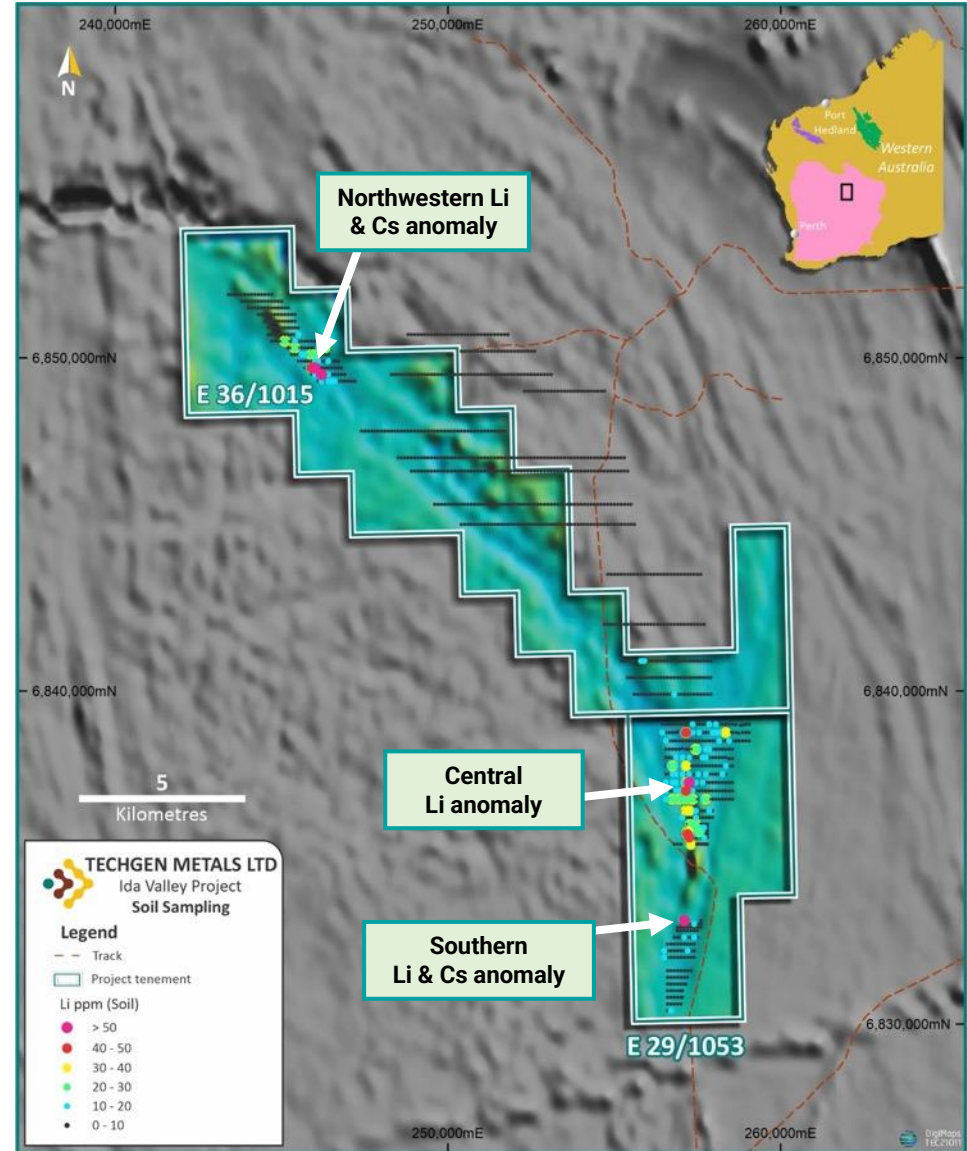 240,000mE
250,000mE
260,000mE
N
Port
Hedland
Western
Australia
Perth
Northwestern Li
& Cs anomaly
6,850,000mN
6,850,000mN
E 36/1015
6,840,000mN
6,840,000mN
5
Kilometres
Central
Li anomaly
Southern
Li & Cs anomaly
6,830,000mN
E 29/1053
TECHGEN METALS LTD
Ida Valley Project
Soil Sampling
Legend
Track
Project tenement
Li ppm (Soil)
> 50
40 - 50
30 - 40
20 - 30
10 - 20
0 - 10
250,000mE
260,000mE
DigiMaps
TEC21011